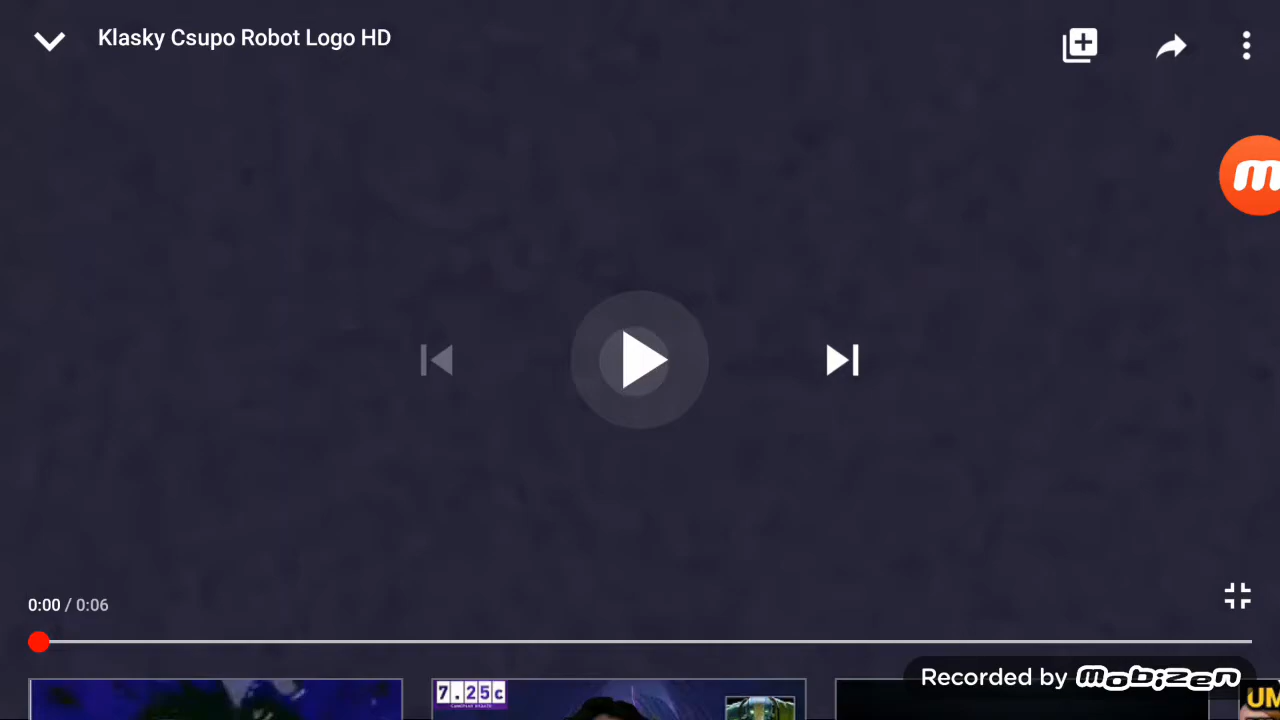 Klasky Csupo Robot Logo HD
m
0:00 / 0:06
Recorded by mobizen
7.25c
UM